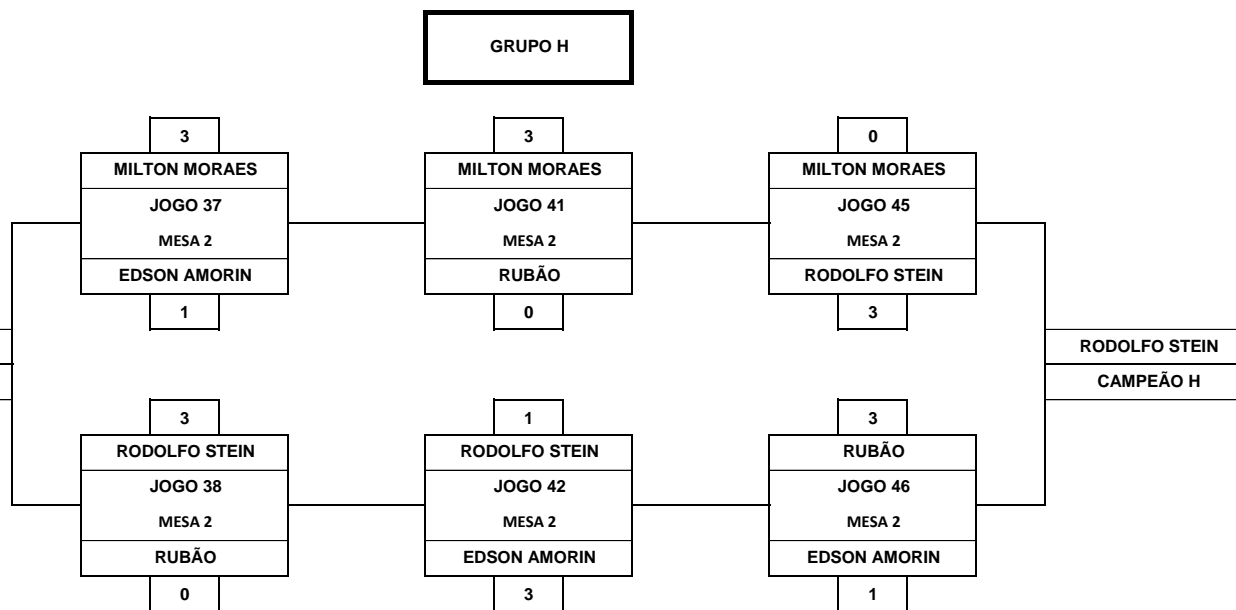 GRUPO H
3
MILTON MORAES
JOGO 37
MESA 2
EDSON AMORIN
1
3
MILTON MORAES
JOGO 41
MESA 2
RUBÃO
0
0
MILTON MORAES
JOGO 45
MESA 2
RODOLFO STEIN
3
3
RODOLFO STEIN
JOGO 38
MESA 2
RUBÃO
0
1
RODOLFO STEIN
JOGO 42
MESA 2
EDSON AMORIN
3
3
RUBÃO
JOGO 46
MESA 2
EDSON AMORIN
1
RODOLFO STEIN
CAMPEÃO H